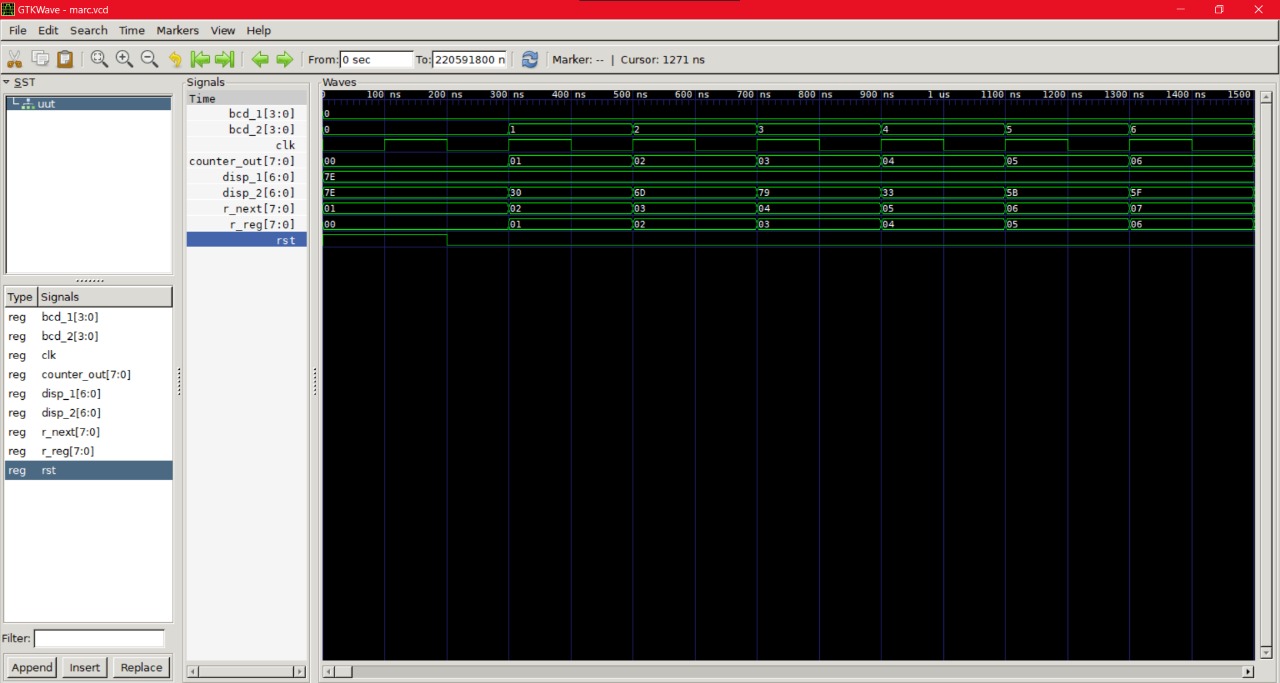 GTKWave - marc.vcd
File Edit Search Time Markers View Help
From: 0 sec To: 220591800 n Marker: -- | Cursor: 1271 ns
SST
uut
Type Signals
reg bcd_1[3:0]
reg bcd_2[3:0]
reg clk
reg counter_out[7:0]
reg disp_1[6:0]
reg disp_2[6:0]
reg r_next[7:0]
reg r_reg[7:0]
reg rst
Filter:
Append Insert Replace
Signals
Time
bcd_1[3:0]
bcd_2[3:0]
clk
counter_out[7:0]
disp_1[6:0]
disp_2[6:0]
r_next[7:0]
r_reg[7:0]
rst
Waves
0 100 ns 200 ns 300 ns 400 ns 500 ns 600 ns 700 ns 800 ns 900 ns 1 us 1100 ns 1200 ns 1300 ns 1400 ns 1500
0
0 1 2 3 4 5 6
00 01 02 03 04 05 06
7E
7E 30 6D 79 33 5B 5F
01 02 03 04 05 06 07
00 01 02 03 04 05 06